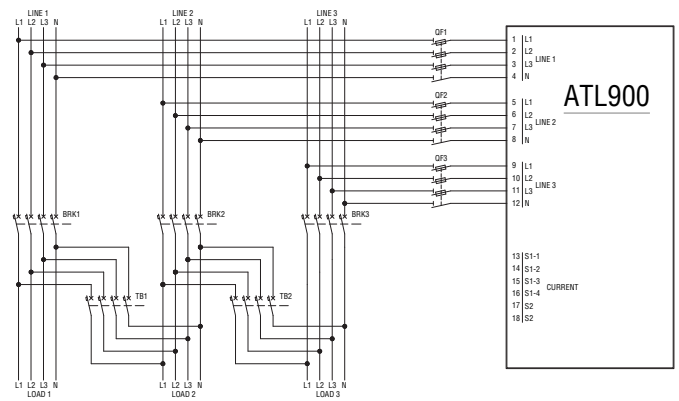 LINE 1 LINE 2 LINE 3
L1 L2 L3 N L1 L2 L3 N L1 L2 L3 N
QF1
1 L1
2 L2
3 L3
4 N
LINE 1
ATL900
QF2
5 L1
6 L2
7 L3
8 N
LINE 2
QF3
9 L1
10 L2
11 L3
12 N
LINE 3
BRK1 BRK2 BRK3
13 S1-1
14 S1-2
15 S1-3
16 S1-4
17 S2
18 S2
CURRENT
TB1 TB2
L1 L2 L3 N L1 L2 L3 N L1 L2 L3 N
LOAD 1 LOAD 2 LOAD 3